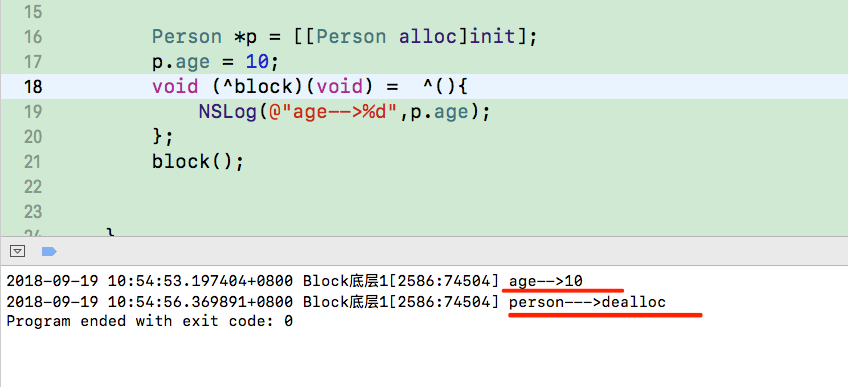 15
16 Person *p = [[Person alloc]init];
17 p.age = 10;
18 void (^block)(void) =  ^(){
19 NSLog(@"age-->%d",p.age);
20 };
21 block();
22
23
24 }
2018-09-19 10:54:53.197404+0800 Block底层1[2586:74504] age-->10
2018-09-19 10:54:56.369891+0800 Block底层1[2586:74504] person--->dealloc
Program ended with exit code: 0